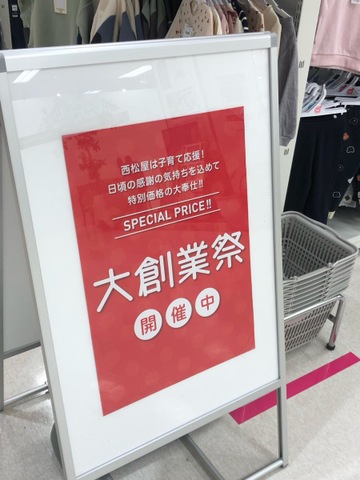 西松屋は子育て応援!
日頃の感謝の気持ちを込めて
特別価格の大奉仕!!
SPECIAL PRICE!!
大創業祭
開催中